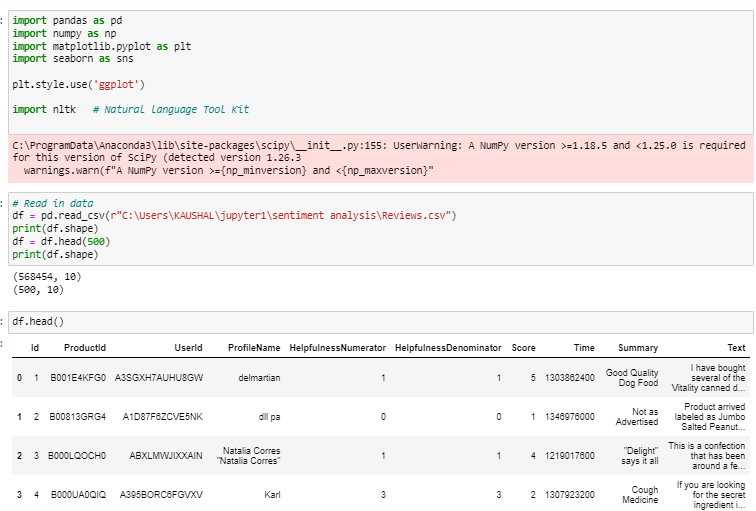 import pandas as pd
import numpy as np
import matplotlib.pyplot as plt
import seaborn as sns
plt.style.use('ggplot')
import nltk   # Natural Language Tool Kit
C:\ProgramData\Anaconda3\lib\site-packages\scipy\__init__.py:155: UserWarning: A NumPy version >=1.18.5 and <1.25.0 is required
for this version of SciPy (detected version 1.26.3
  warnings.warn(f"A NumPy version >={np_minversion} and <{np_maxversion}"
# Read in data
df = pd.read_csv(r"C:\Users\KAUSHAL\jupyter1\sentiment analysis\Reviews.csv")
print(df.shape)
df = df.head(500)
print(df.shape)
(568454, 10)
(500, 10)
df.head()
Id ProductId UserId ProfileName HelpfulnessNumerator HelpfulnessDenominator Score Time Summary Text
0 1 B001E4KFG0 A3SGXH7AUHU8GW delmartian 1 1 5 1303862400 Good Quality Dog Food I have bought several of the Vitality canned d...
1 2 B00813GRG4 A1D87F6ZCVE5NK dll pa 0 0 1 1346976000 Not as Advertised Product arrived labeled as Jumbo Salted Peanut...
2 3 B000LQOCH0 ABXLMWJIXXAIN Natalia Corres "Natalia Corres" 1 1 4 1219017600 "Delight" says it all This is a confection that has been around a fe...
3 4 B000UA0QIQ A395BORC6FGVXV Karl 3 3 2 1307923200 Cough Medicine If you are looking for the secret ingredient i...